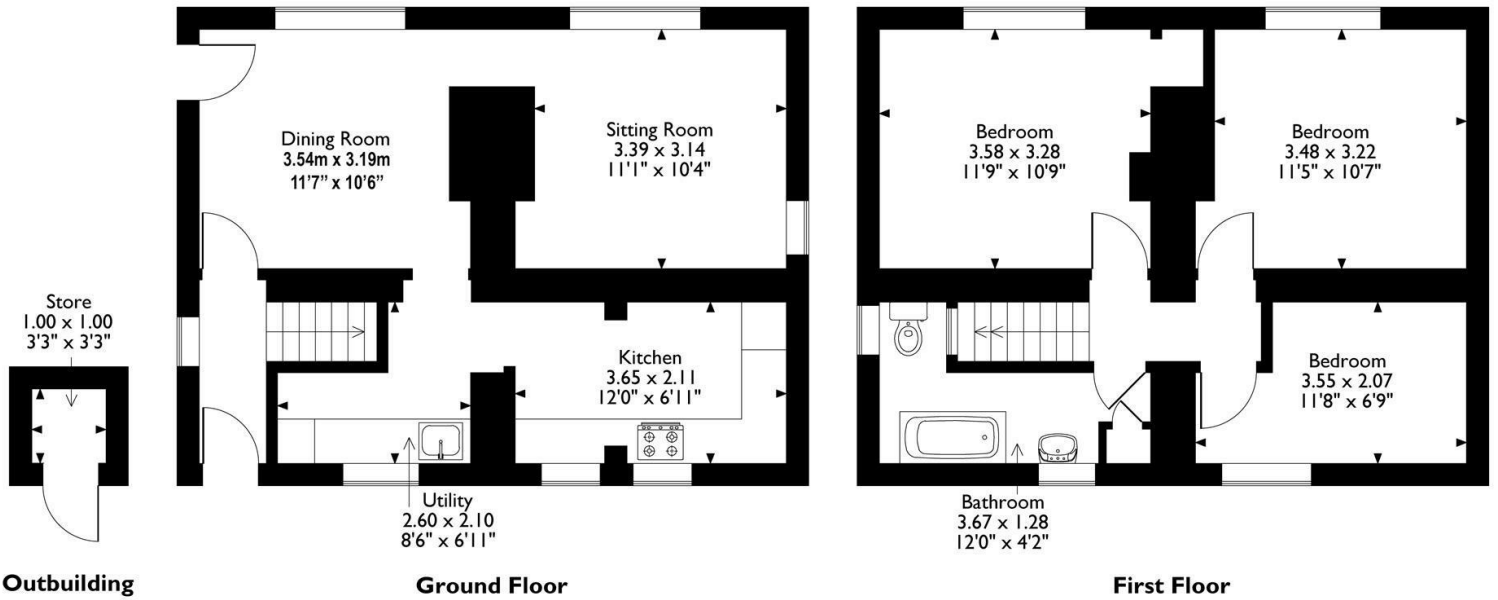 Dining Room
3.54m x 3.19m
11'7" x 10'6"
Sitting Room
3.39 x 3.14
11'1" x 10'4"
Bedroom
3.58 x 3.28
11'9" x 10'9"
Bedroom
3.48 x 3.22
11'5" x 10'7"
Store
1.00 x 1.00
3'3" x 3'3"
Kitchen
3.65 x 2.11
12'0" x 6'11"
Bedroom
3.55 x 2.07
11'8" x 6'9"
Utility
2.60 x 2.10
8'6" x 6'11"
Bathroom
3.67 x 1.28
12'0" x 4'2"
Outbuilding
Ground Floor
First Floor